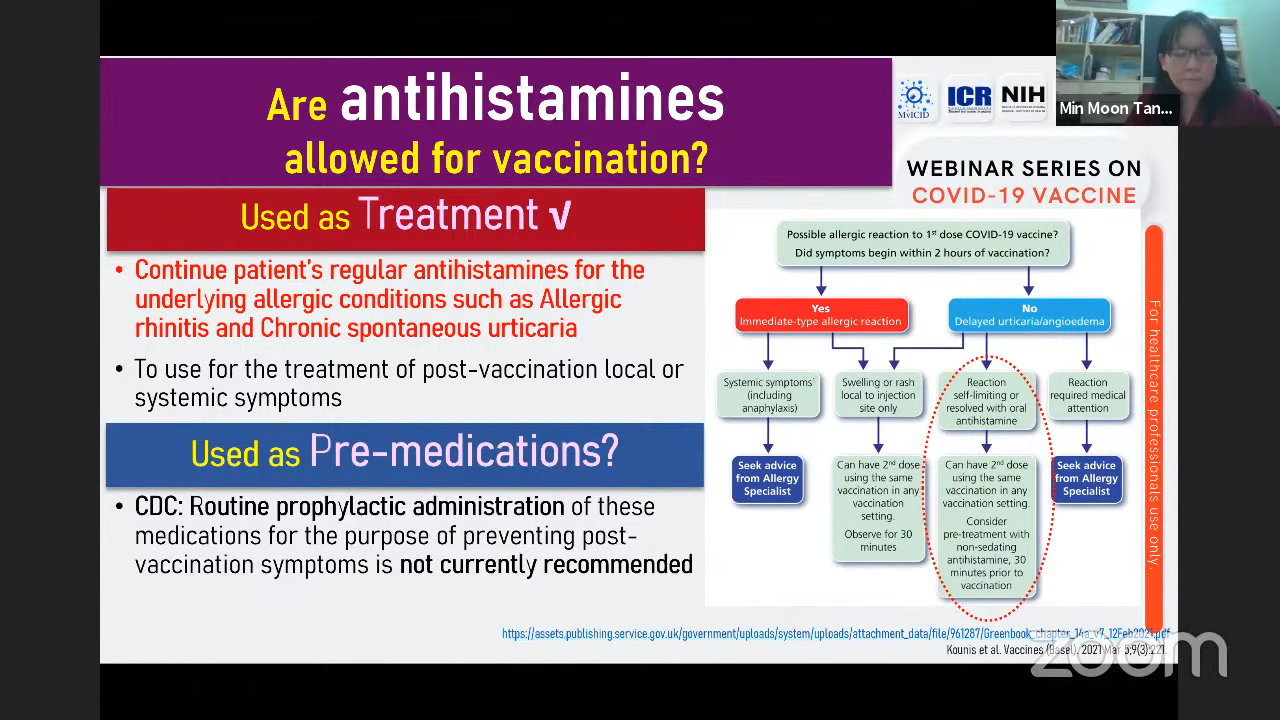 Are antihistamines
allowed for vaccination?
MyICID
ICR
NIH
Min Moon Tan...
WEBINAR SERIES ON
COVID-19 VACCINE
Used as Treatment √
• Continue patient's regular antihistamines for the
underlying allergic conditions such as Allergic
rhinitis and Chronic spontaneous urticaria
• To use for the treatment of post-vaccination local or
systemic symptoms
Used as Pre-medications?
• CDC: Routine prophylactic administration of these
medications for the purpose of preventing post-
vaccination symptoms is not currently recommended
Possible allergic reaction to 1st dose COVID-19 vaccine?
Did symptoms begin within 2 hours of vaccination?
Yes
Immediate-type allergic reaction
No
Delayed urticaria/angioedema
Systemic symptoms
(including
anaphylaxis)
Seek advice
from Allergy
Specialist
Swelling or rash
local to injection
site only
Can have 2nd dose
using the same
vaccination in any
vaccination
setting.
Observe for 30
minutes
Reaction
self-limiting or
resolved with oral
antihistamine
Can have 2nd dose
using the same
vaccination in any
vaccination setting.
Consider
pre-treatment with
non-sedating
antihistamine, 30
minutes prior to
vaccination
Reaction
required medical
attention
Seek advice
from Allergy
Specialist
For healthcare professionals use only.
https://assets.publishing.service.gov.uk/government/uploads/system/uploads/attachment_data/file/961287/Greenbook_chapter_14a_v7_12Feb2021.pdf
Kounis et al. Vaccines (Basel). 2021 Mar 5;9(3):221.
zoom